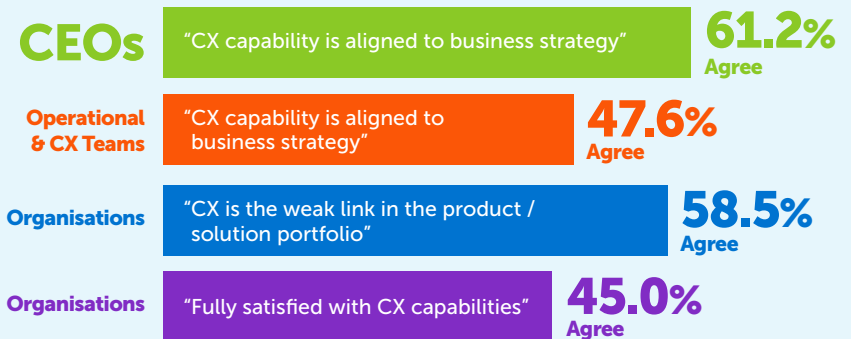 CEOs
“CX capability is aligned to business strategy”
61.2%
Agree
Operational
& CX Teams
“CX capability is aligned to
business strategy”
47.6%
Agree
Organisations
“CX is the weak link in the product /
solution portfolio”
58.5%
Agree
Organisations
“Fully satisfied with CX capabilities”
45.0%
Agree